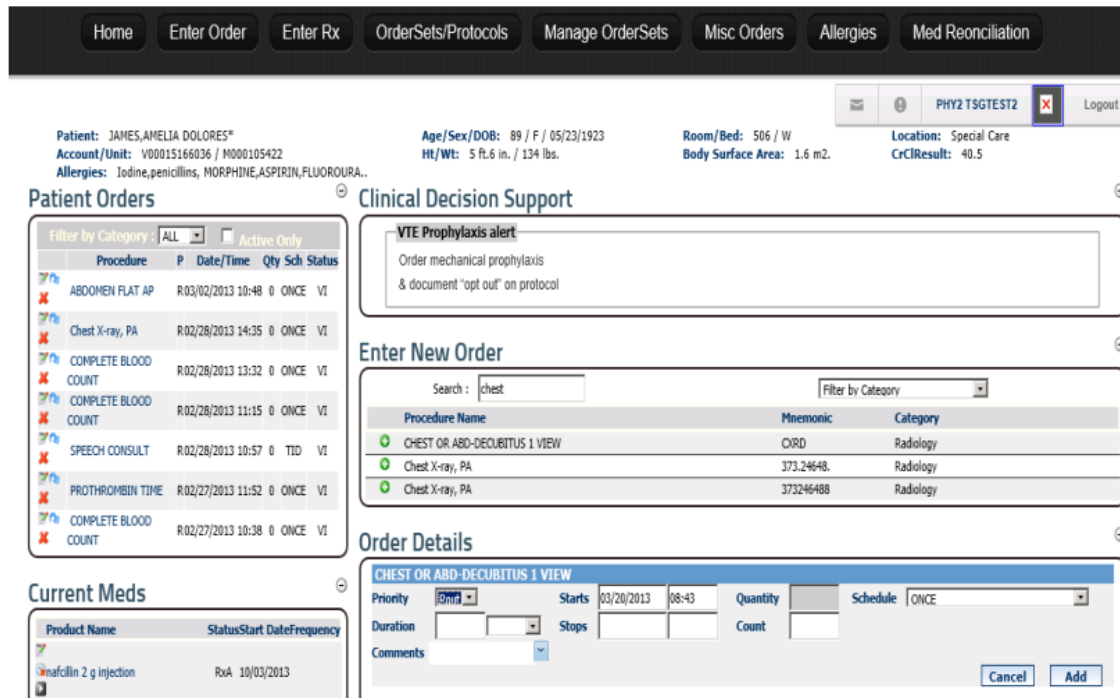 Home Enter Order Enter Rx OrderSets/Protocols Manage OrderSets Misc Orders Allergies Med Reonciliation
PHY2 TSGTEST2 Logout
Patient: JAMES,AMELIA DOLORES* Age/Sex/DOB: 89 / F / 05/23/1923 Room/Bed: 506 / W Location: Special Care
Account/Unit: V00015166036 / M000105422 Ht/Wt: 5 ft.6 in. / 134 lbs. Body Surface Area: 1.6 m2. CrClResult: 40.5
Allergies: Iodine,penicillins, MORPHINE,ASPIRIN,FLUOROURA..
Patient Orders
Filter by Category : ALL Active Only
Procedure P Date/Time Qty Sch Status
ABDOMEN FLAT AP R 03/02/2013 10:48 0 ONCE VI
Chest X-ray, PA R 02/28/2013 14:35 0 ONCE VI
COMPLETE BLOOD COUNT R 02/28/2013 13:32 0 ONCE VI
COMPLETE BLOOD COUNT R 02/28/2013 11:15 0 ONCE VI
SPEECH CONSULT R 02/28/2013 10:57 0 TID VI
PROTHROMBIN TIME R 02/27/2013 11:52 0 ONCE VI
COMPLETE BLOOD COUNT R 02/27/2013 10:38 0 ONCE VI
Current Meds
Product Name Status Start Date Frequency
nafcillin 2 g injection RxA 10/03/2013
Clinical Decision Support
VTE Prophylaxis alert
Order mechanical prophylaxis
& document "opt out" on protocol
Enter New Order
Search : chest Filter by Category
Procedure Name Mnemonic Category
CHEST OR ABD-DECUBITUS 1 VIEW CXRD Radiology
Chest X-ray, PA 373.24648. Radiology
Chest X-ray, PA 373246488 Radiology
Order Details
CHEST OR ABD-DECUBITUS 1 VIEW
Priority Starts 03/20/2013 08:43 Quantity Schedule ONCE
Duration Stops Count
Comments
Cancel Add